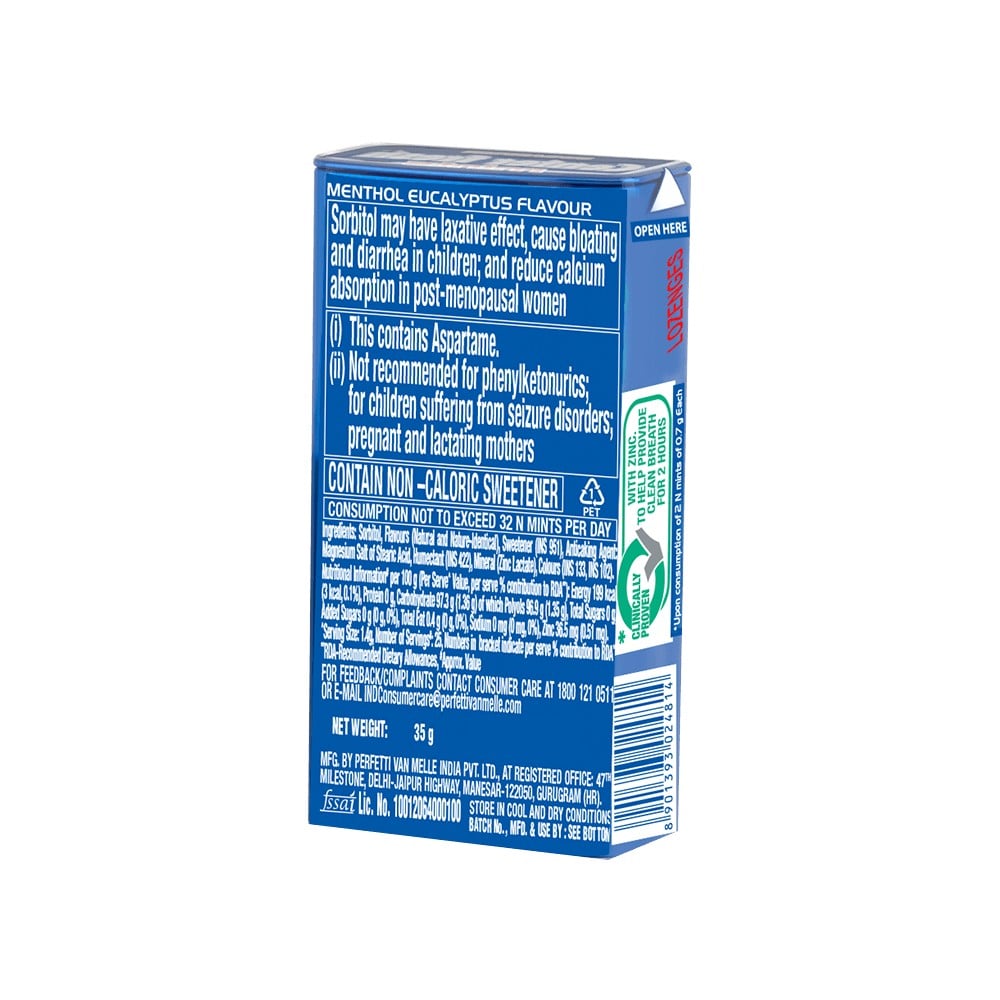 MENTHOL EUCALYPTUS FLAVOUR
Sorbitol may have laxative effect, cause bloating
and diarrhea in children; and reduce calcium
absorption in post-menopausal women
(i) This contains Aspartame.
(ii) Not recommended for phenylketonurics;
for children suffering from seizure disorders;
pregnant and lactating mothers
CONTAIN NON –CALORIC SWEETENER
1
PET
CONSUMPTION NOT TO EXCEED 32 N MINTS PER DAY
Ingredients: Sorbitol, Flavours (Natural and Nature-Identical), Sweetener (INS 951), Anticaking Agent
Magnesium Salt of Stearic Acid, Humectant (INS 422), Mineral (Zinc Lactate), Colours (INS 133, INS 102).
Nutritional Information# per 100 g (Per Serve* Value, per serve % contribution to RDA**): Energy 199 kcal
(3 kcal, 0.1%), Protein 0 g, Carbohydrate 97.3 g (1.36 g) of which Polyols 96.9 g (1.35 g), Total Sugars 0 g
Added Sugars 0 g (0 g, 0%), Total Fat 0.4 g (0 g, 0%), Sodium 0 mg (0 mg, 0%), Zinc 36.5 mg (0.51 mg).
*Serving Size: 1.4g, Number of Servings#: 25, Numbers in bracket indicate per serve % contribution to RDA
**RDA-Recommended Dietary Allowances, #Approx. Value
FOR FEEDBACK/COMPLAINTS CONTACT CONSUMER CARE AT 1800 121 0511
OR E-MAIL INDConsumercare@perfettivanmelle.com
NET WEIGHT: 35 g
MFG. BY PERFETTI VAN MELLE INDIA PVT. LTD., AT REGISTERED OFFICE: 47TH
MILESTONE, DELHI-JAIPUR HIGHWAY, MANESAR-122050, GURUGRAM (HR).
fssai Lic. No. 10012064000100
STORE IN COOL AND DRY CONDITIONS
BATCH No., MFD. & USE BY : SEE BOTTOM
OPEN HERE
LOZENGES
*CLINICALLY
PROVEN
WITH ZINC.
TO HELP PROVIDE
CLEAN BREATH
FOR 2 HOURS
*Upon consumption of 2 N mints of 0.7 g Each
8 901393 024814